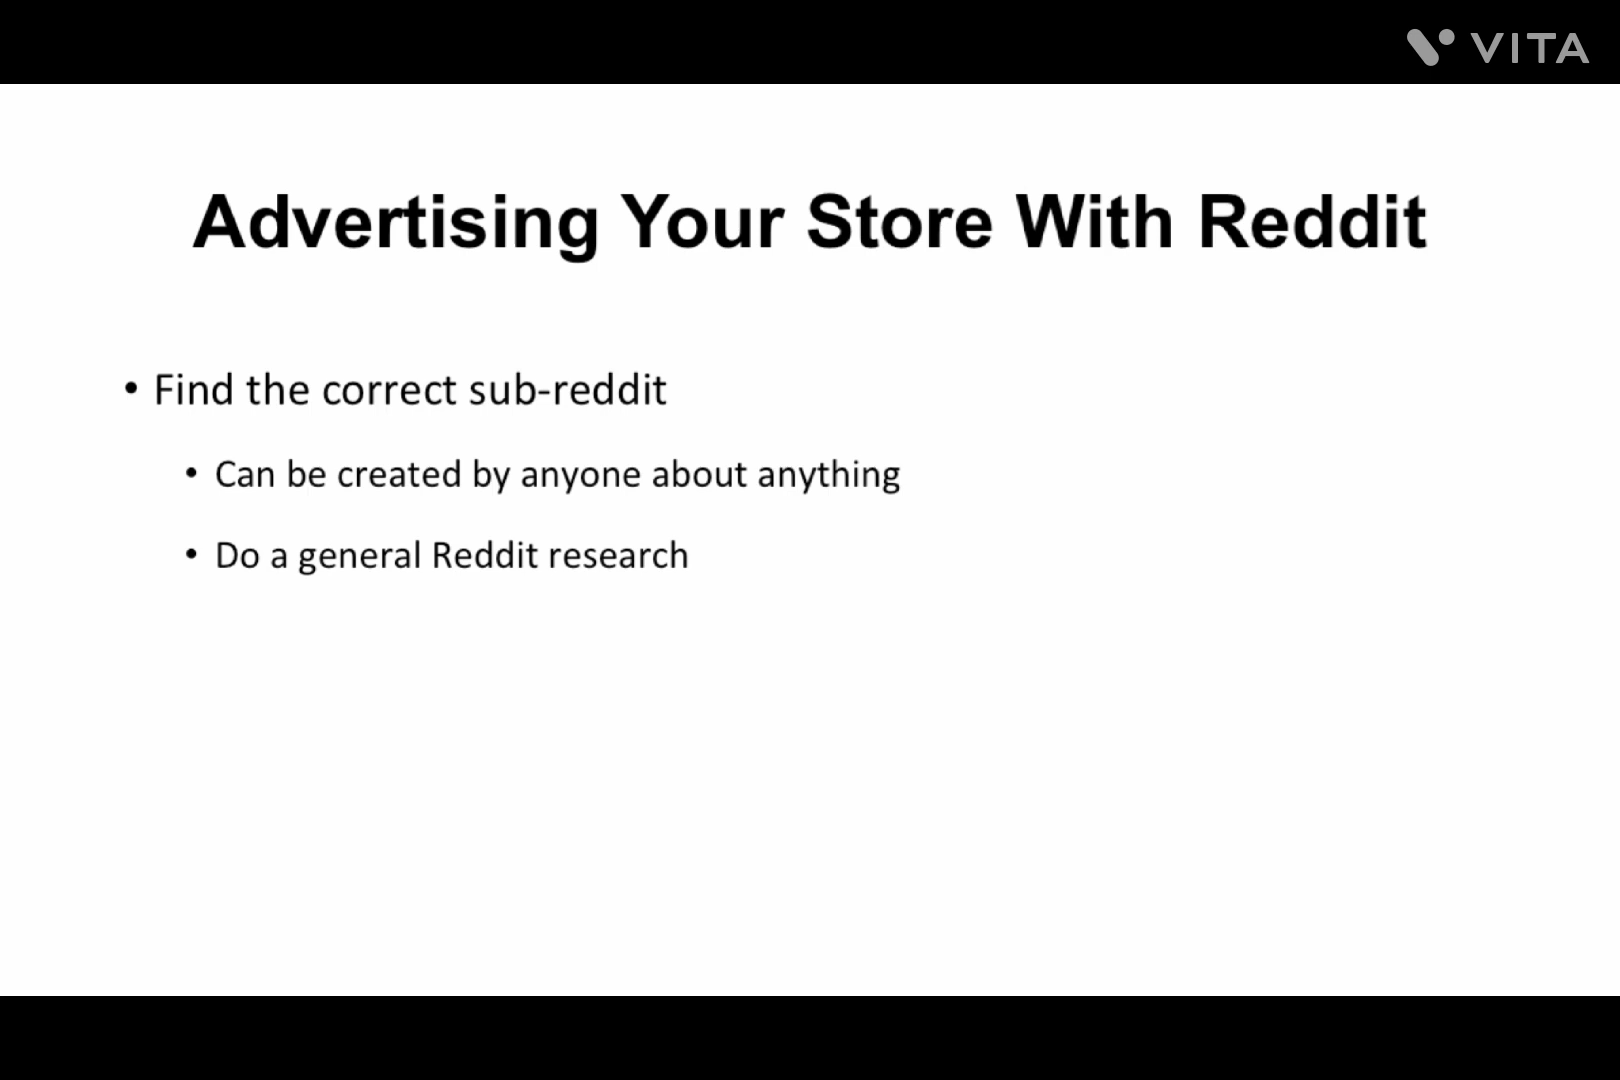 VITA
Advertising Your Store With Reddit
• Find the correct sub-reddit
• Can be created by anyone about anything
• Do a general Reddit research